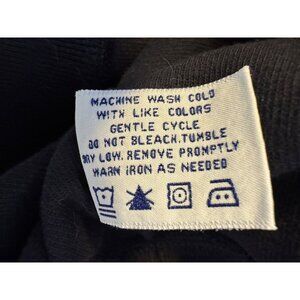 MACHINE WASH COLD
WITH LIKE COLORS
GENTLE CYCLE
DO NOT BLEACH.TUMBLE
DRY LOW. REMOVE PROMPTLY
WARM IRON AS NEEDED